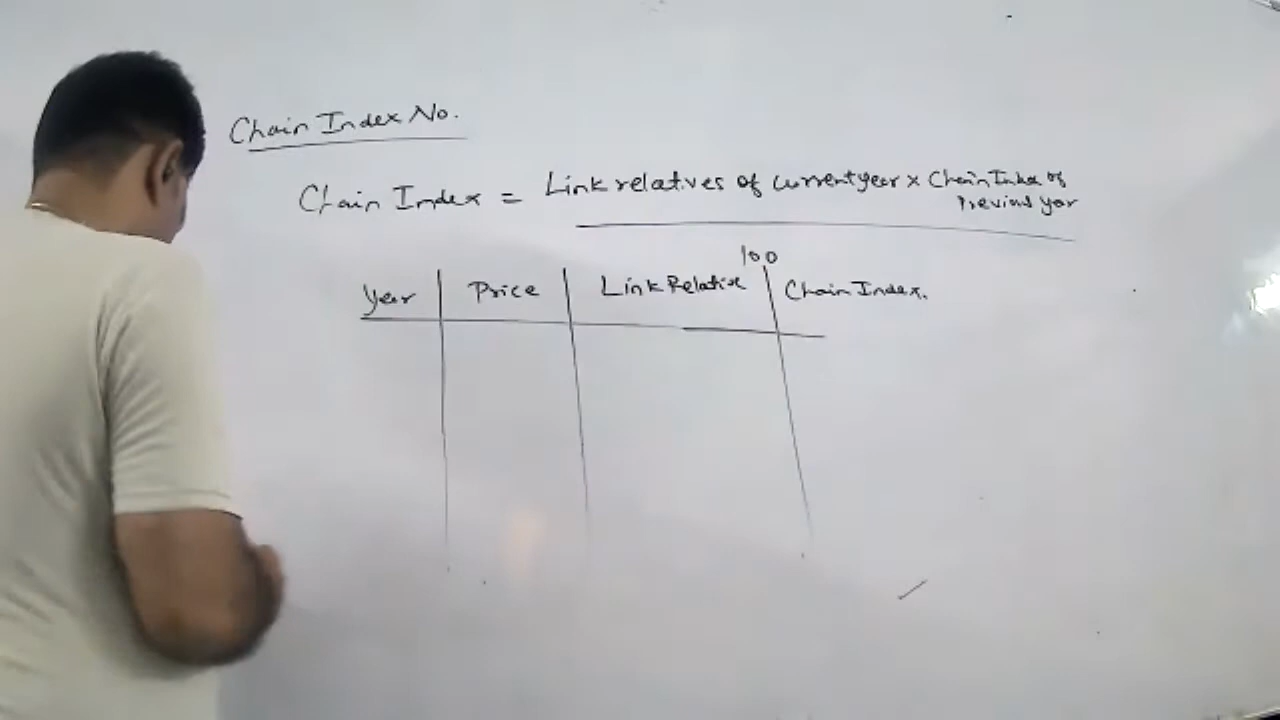 Chain Index No.
Chain Index = Link relatives of current year × Chain Index of
Previous year
100
Year Price Link Relative Chain Index.